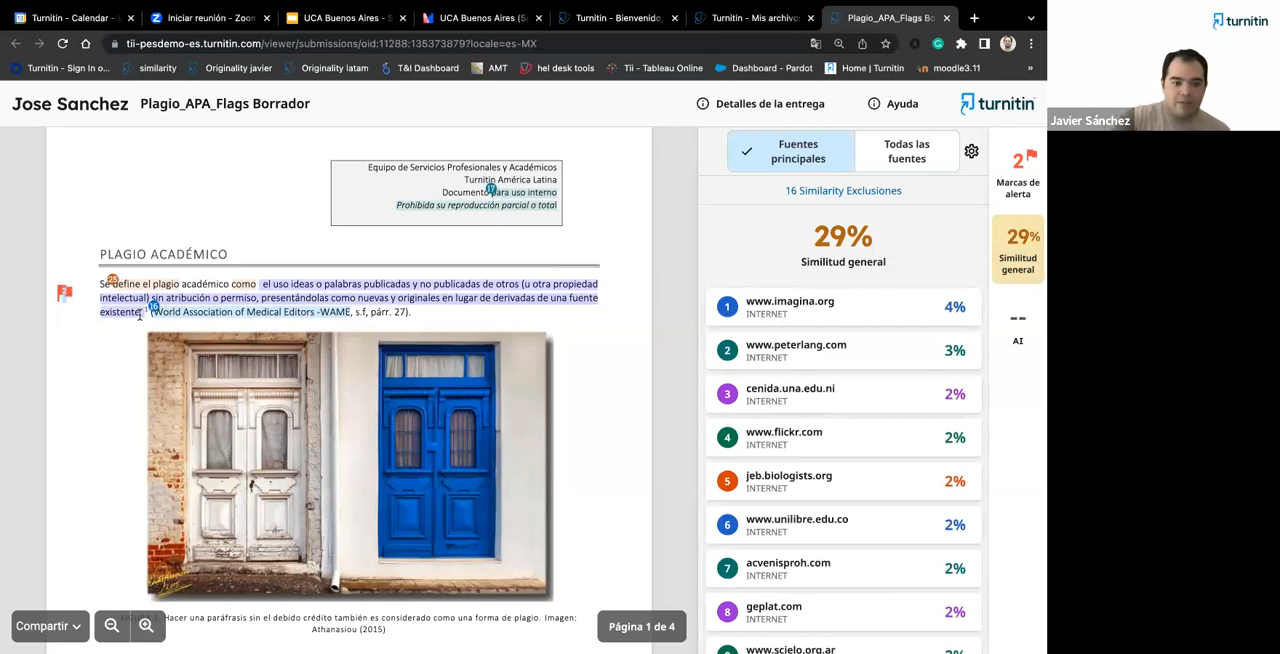 Turnitin - Calendar -
Iniciar reunión - Zoom
UCA Buenos Aires - S
UCA Buenos Aires (S
Turnitin - Bienvenido,
Turnitin - Mis archivos
Plagio_APA_Flags Bo
tii-pesdemo-es.turnitin.com/viewer/submissions/oid:11288:135373879?locale=es-MX
Turnitin - Sign In o...
similarity
Originality javier
Originality latam
T&I Dashboard
AMT
hel desk tools
Tii - Tableau Online
Dashboard - Pardot
Home | Turnitin
moodle3.11
»
turnitin
Javier Sánchez
Jose Sanchez
Plagio_APA_Flags Borrador
Detalles de la entrega
Ayuda
turnitin
Equipo de Servicios Profesionales y Académicos
Turnitin América Latina
17
Documento para uso interno
Prohibida su reproducción parcial o total
PLAGIO ACADÉMICO
25
2
Se define el plagio académico como el uso ideas o palabras publicadas y no publicadas de otros (u otra propiedad
intelectual) sin atribución o permiso, presentándolas como nuevas y originales en lugar de derivadas de una fuente
16
existente (World Association of Medical Editors -WAME, s.f, párr. 27).
2015
Hacer una paráfrasis sin el debido crédito también es considerado como una forma de plagio. Imagen:
Athanasiou (2015)
Compartir
Página 1 de 4
Fuentes principales
Todas las fuentes
16 Similarity Exclusiones
29%
Similitud general
1 www.imagina.org 4%
INTERNET
2 www.peterlang.com 3%
INTERNET
3 cenida.una.edu.ni 2%
INTERNET
4 www.flickr.com 2%
INTERNET
5 jeb.biologists.org 2%
INTERNET
6 www.unilibre.edu.co 2%
INTERNET
7 acvenisproh.com 2%
INTERNET
8 geplat.com 2%
INTERNET
www.scielo.org.ar
2
Marcas de
alerta
29%
Similitud
general
--
AI